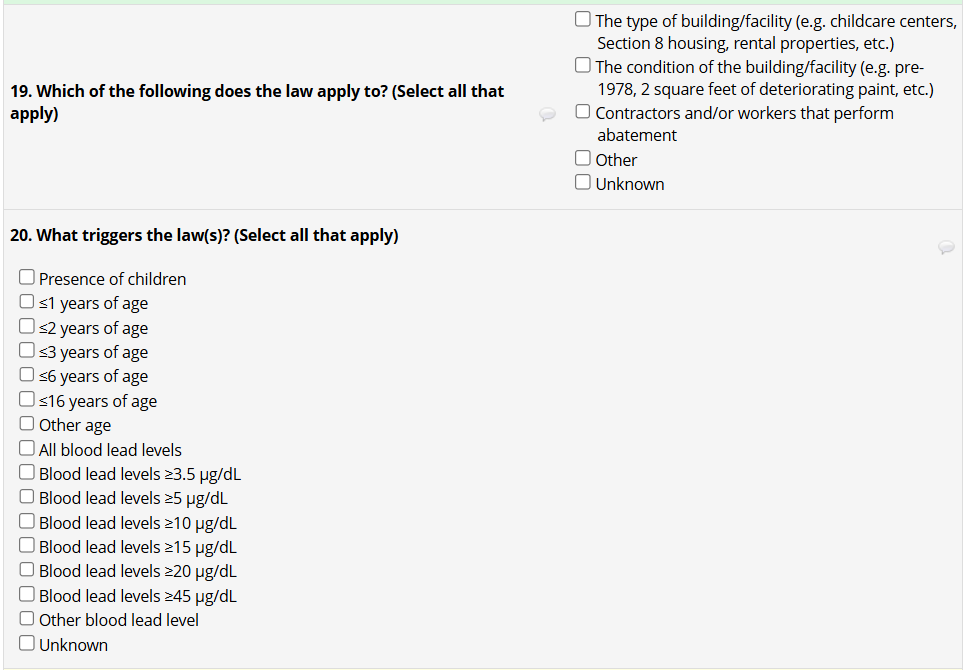 19. Which of the following does the law apply to? (Select all that
apply)
The type of building/facility (e.g. childcare centers,
Section 8 housing, rental properties, etc.)
The condition of the building/facility (e.g. pre-
1978, 2 square feet of deteriorating paint, etc.)
Contractors and/or workers that perform
abatement
Other
Unknown
20. What triggers the law(s)? (Select all that apply)
Presence of children
≤1 years of age
≤2 years of age
≤3 years of age
≤6 years of age
≤16 years of age
Other age
All blood lead levels
Blood lead levels ≥3.5 µg/dL
Blood lead levels ≥5 µg/dL
Blood lead levels ≥10 µg/dL
Blood lead levels ≥15 µg/dL
Blood lead levels ≥20 µg/dL
Blood lead levels ≥45 µg/dL
Other blood lead level
Unknown